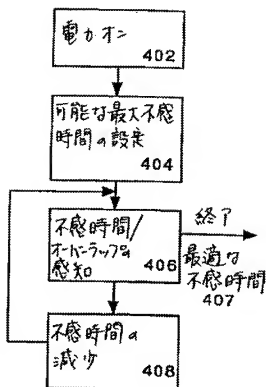 電力オン
402
可能な最大不感
時間の設定
404
不感時間/
オーバーラップの
感知
406
終了
最適な
不感時間
407
不感時間の
減少
408